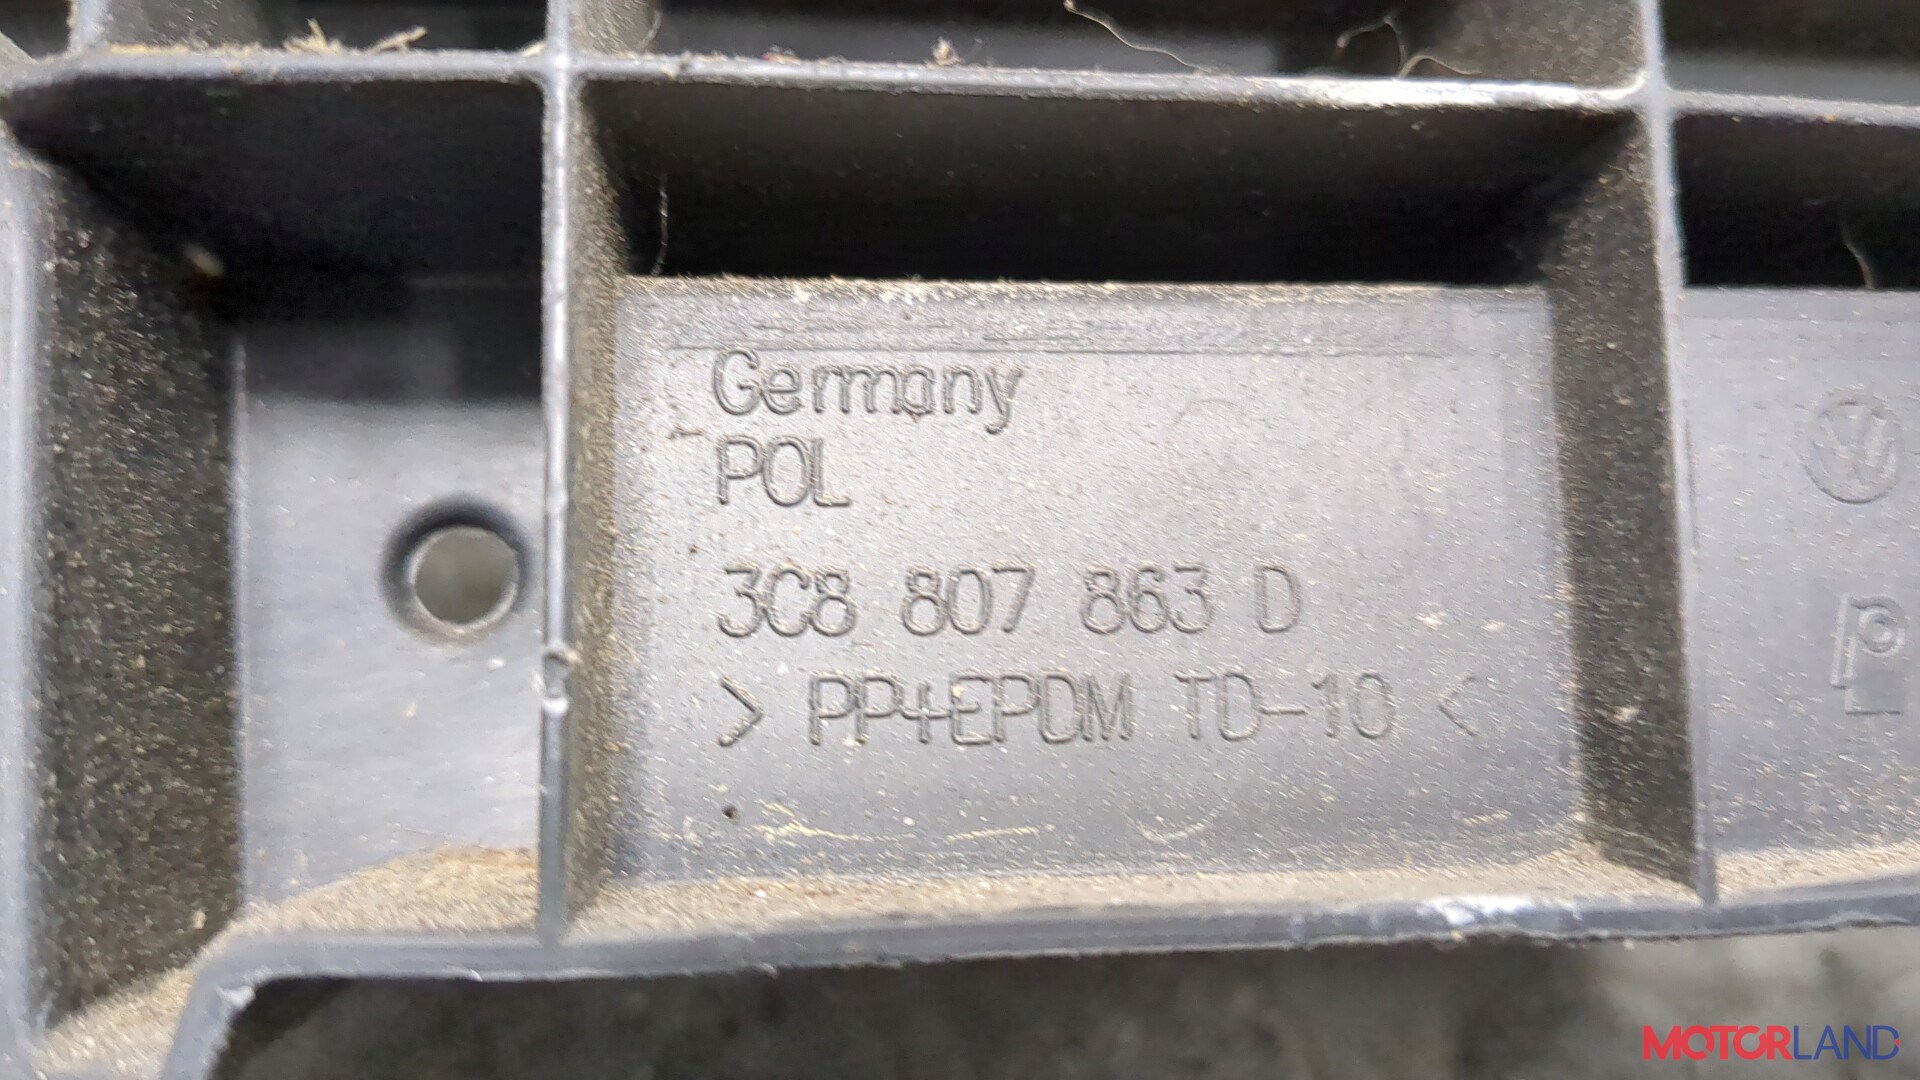 Germany
POL
3C8 807 863 D
> PP+EPDM TD-10 <
MOTORLAND